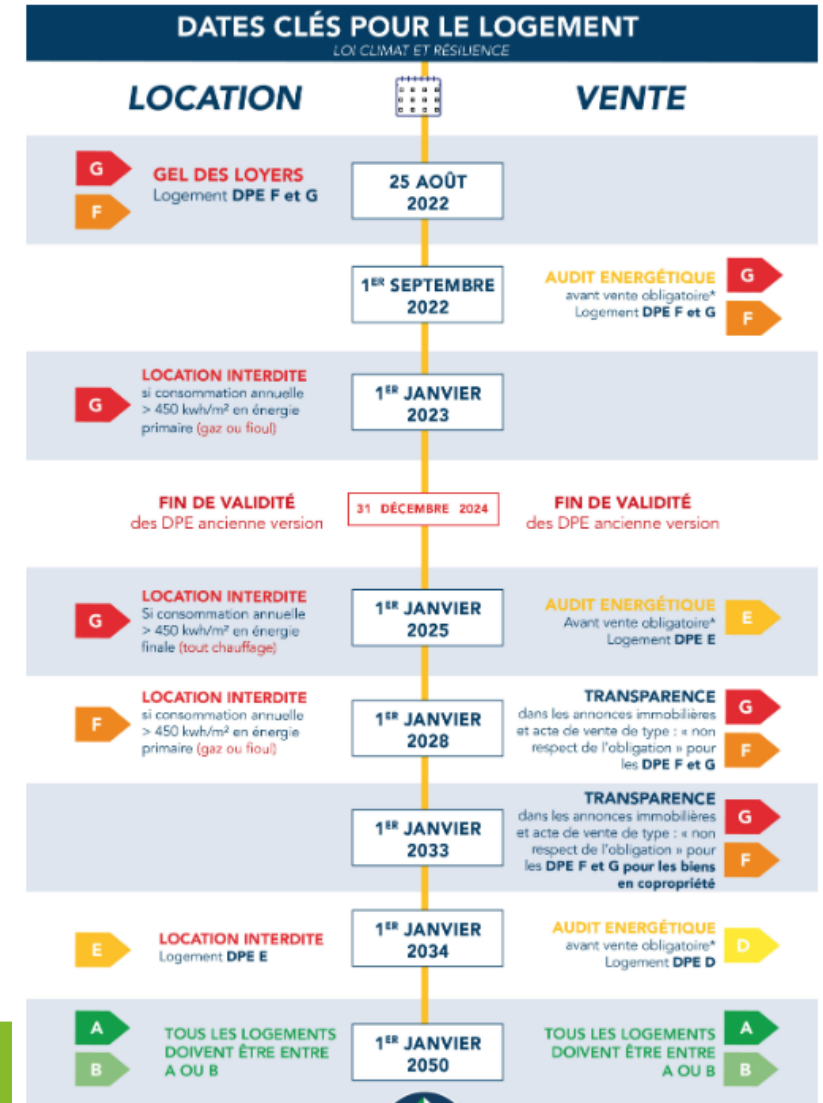 DATES CLÉS POUR LE LOGEMENT
LOI CLIMAT ET RÉSILIENCE
LOCATION
VENTE
G
F
GEL DES LOYERS
Logement DPE F et G
25 AOÛT
2022
1ER SEPTEMBRE
2022
AUDIT ENERGÉTIQUE
avant vente obligatoire*
Logement DPE F et G
G
F
G
LOCATION INTERDITE
si consommation annuelle
> 450 kwh/m² en énergie
primaire (gaz ou fioul)
1ER JANVIER
2023
FIN DE VALIDITÉ
des DPE ancienne version
31 DÉCEMBRE 2024
FIN DE VALIDITÉ
des DPE ancienne version
G
LOCATION INTERDITE
Si consommation annuelle
> 450 kwh/m² en énergie
finale (tout chauffage)
1ER JANVIER
2025
AUDIT ENERGÉTIQUE
Avant vente obligatoire*
Logement DPE E
E
F
LOCATION INTERDITE
si consommation annuelle
> 450 kwh/m² en énergie
primaire (gaz ou fioul)
1ER JANVIER
2028
TRANSPARENCE
dans les annonces immobilières
et acte de vente de type : « non
respect de l'obligation » pour
les DPE F et G
G
F
1ER JANVIER
2033
TRANSPARENCE
dans les annonces immobilières
et acte de vente de type : « non
respect de l'obligation » pour
les DPE F et G pour les biens
en copropriété
G
F
E
LOCATION INTERDITE
Logement DPE E
1ER JANVIER
2034
AUDIT ENERGÉTIQUE
avant vente obligatoire*
Logement DPE D
D
A
B
TOUS LES LOGEMENTS
DOIVENT ÊTRE ENTRE
A OU B
1ER JANVIER
2050
TOUS LES LOGEMENTS
DOIVENT ÊTRE ENTRE
A OU B
A
B